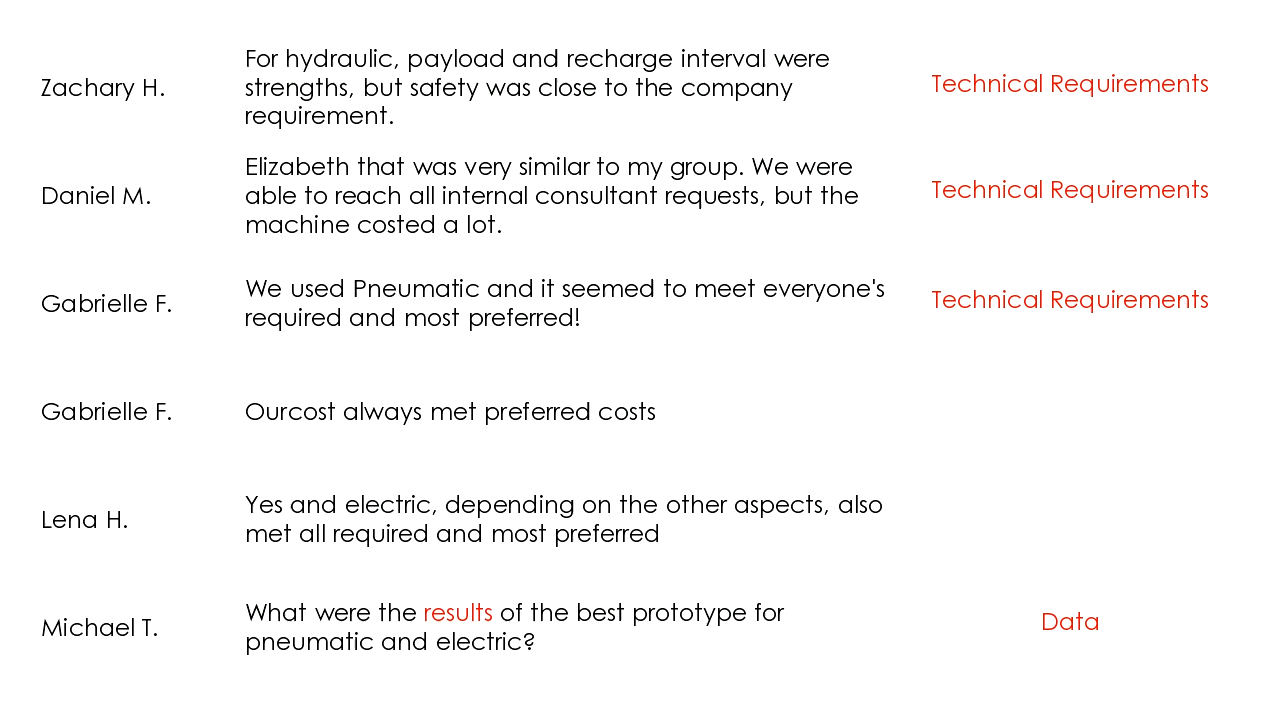 Zachary H.
For hydraulic, payload and recharge interval were
strengths, but safety was close to the company
requirement.
Technical Requirements
Daniel M.
Elizabeth that was very similar to my group. We were
able to reach all internal consultant requests, but the
machine costed a lot.
Technical Requirements
Gabrielle F.
We used Pneumatic and it seemed to meet everyone's
required and most preferred!
Technical Requirements
Gabrielle F.
Ourcost always met preferred costs
Lena H.
Yes and electric, depending on the other aspects, also
met all required and most preferred
Michael T.
What were the results of the best prototype for
pneumatic and electric?
Data